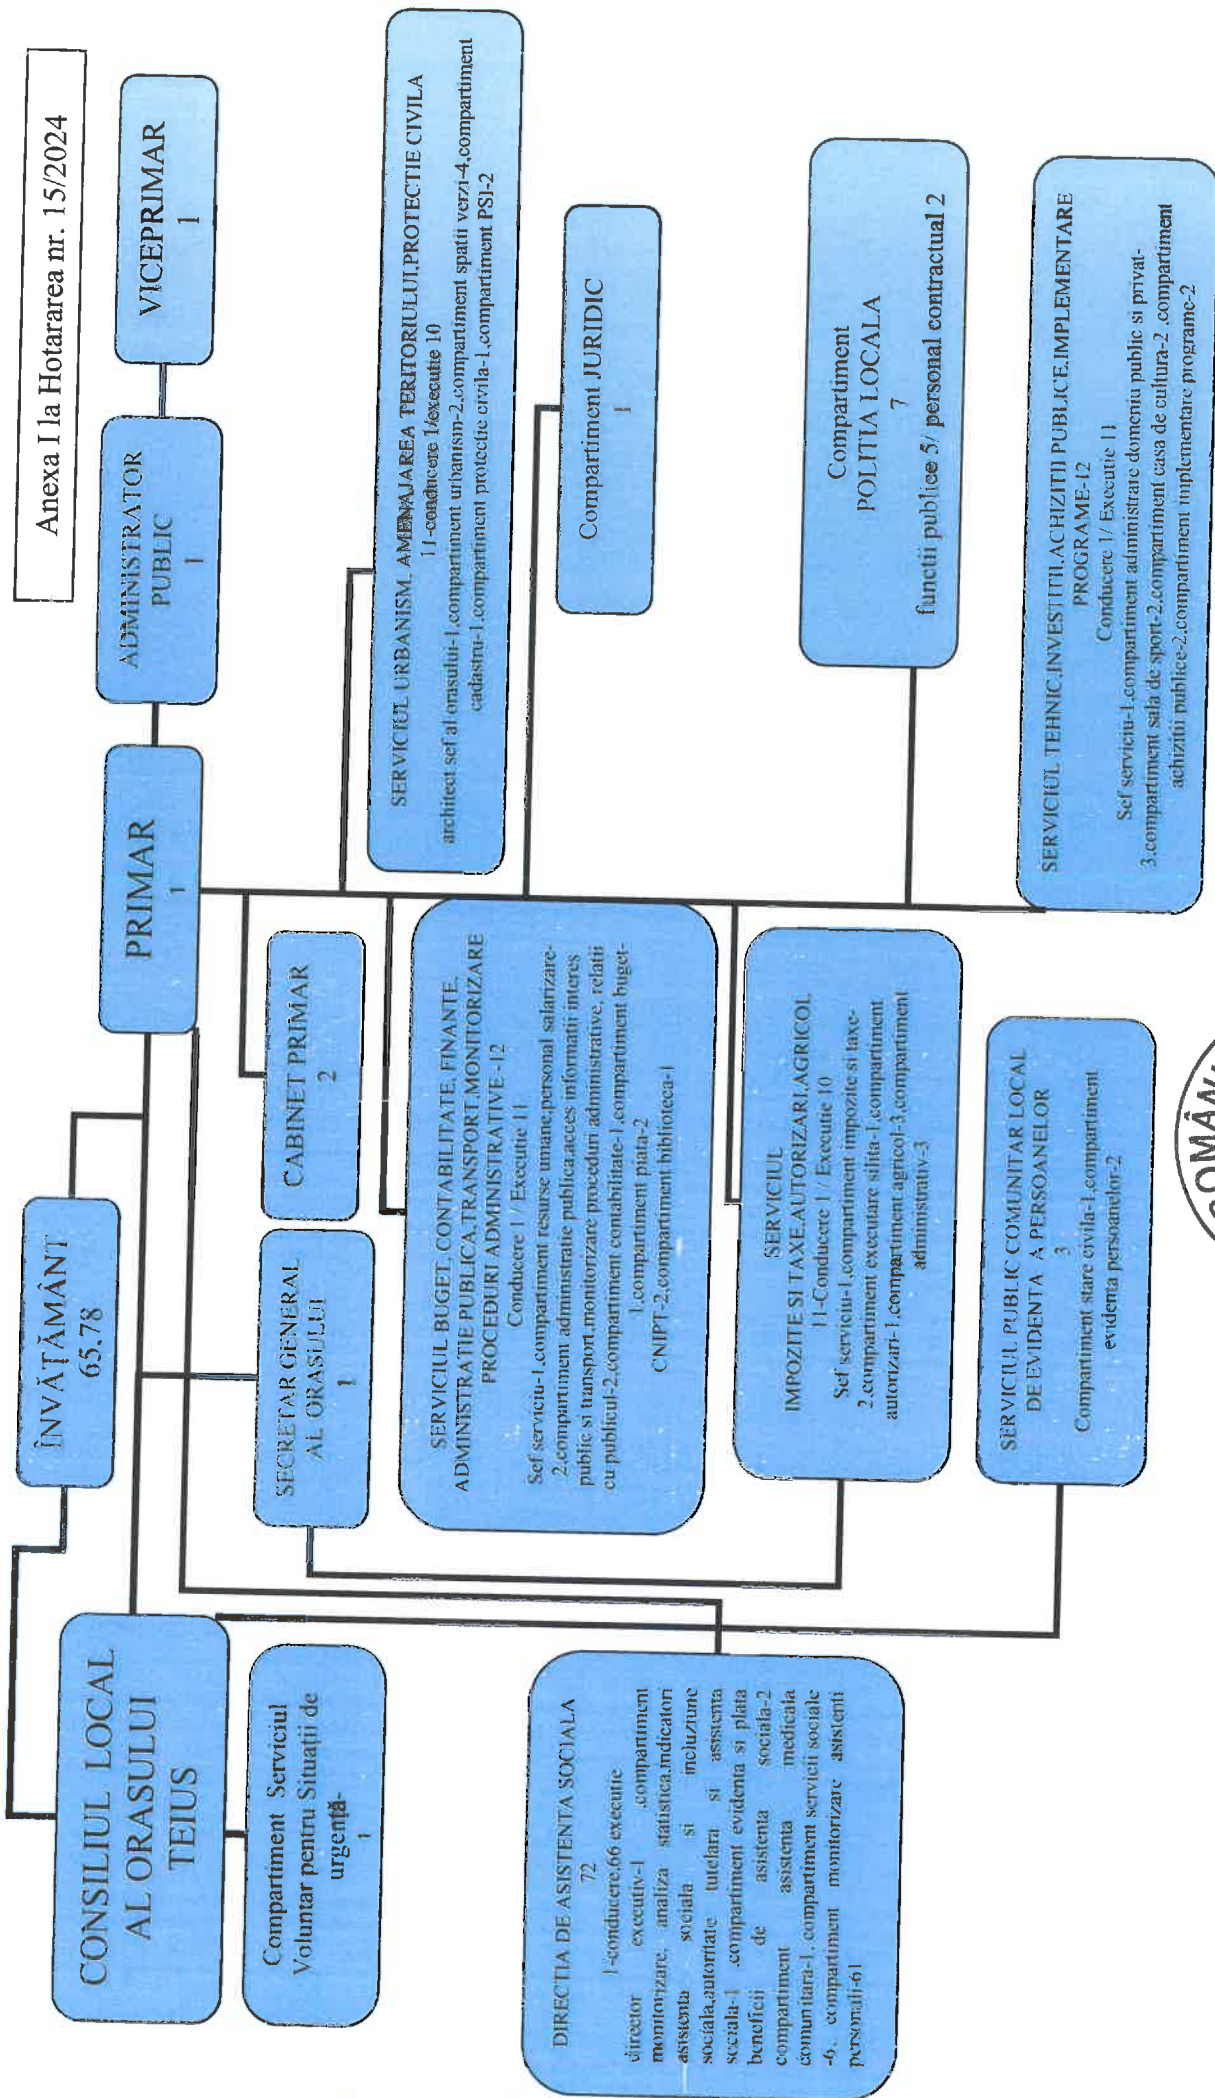 Anexa I la Hotararea nr. 15/2024
CONSILIUL LOCAL
AL ORASULUI
TEIUS
Compartiment Serviciul
Voluntar pentru Situații de
urgență-
1
ÎNVĂȚĂMÂNT
65.78
PRIMAR
1
ADMINISTRATOR
PUBLIC
1
VICEPRIMAR
1
SECRETAR GENERAL
AL ORASULUI
1
CABINET PRIMAR
2
SERVICIUL URBANISM, AMENAJAREA TERITORIULUI,PROTECTIE CIVILA
11-conducere 1/executie 10
architect sef al orasului-1,compartiment urbanism-2,compartiment spatii verzi-4,compartiment
cadastru-1,compartiment protectie civila-1,compartiment PSI-2
SERVICIUL BUGET, CONTABILITATE, FINANTE,
ADMINISTRATIE PUBLICA,TRANSPORT,MONITORIZARE
PROCEDURI ADMINISTRATIVE -12
Conducere 1 / Executie 11
Sef serviciu-1,compartiment resurse umane,personal salarizare-
2,compartiment administratie publica,acces informatii interes
public si transport,monitorizare proceduri administrative, relatii
cu publicul-2,compartiment contabilitate-1,compartiment buget-
1,compartiment piata-2
CNIPT-2,compartiment biblioteca-1
Compartiment JURIDIC
1
DIRECTIA DE ASISTENTA SOCIALA
72
1-conducere,66 executie
director executiv-1 ,compartiment
monitorizare, analiza statistica,indicatori
asistenta sociala si incluziune
sociala,autoritate tutelara si asistenta
sociala-1 ,compartiment evidenta si plata
beneficii de asistenta sociala-2
compartiment asistenta medicala
comunitara-1, compartiment servicii sociale
-6, compartiment monitorizare asistenti
personali-61
SERVICIUL
IMPOZITE SI TAXE,AUTORIZARI,AGRICOL
11-Conducere 1 / Executie 10
Sef serviciu-1,compartiment impozite si taxe-
2,compartiment executare silita-1,compartiment
autorizari-1,compartiment agricol-3,compartiment
administrativ-3
Compartiment
POLITIA LOCALA
7
functii publice 5/ personal contractual 2
SERVICIUL PUBLIC COMUNITAR LOCAL
DE EVIDENTA A PERSOANELOR
3
Compartiment stare civila-1,compartiment
evidenta persoanelor-2
SERVICIUL TEHNIC,INVESTITII,ACHIZITII PUBLICE,IMPLEMENTARE
PROGRAME-12
Conducere 1/ Executie 11
Sef serviciu-1,compartiment administrare domeniu public si privat-
3,compartiment sala de sport-2,compartiment casa de cultura-2 ,compartiment
achizitii publice-2,compartiment implementare programe-2